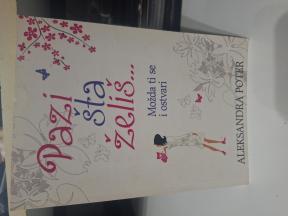 Pazi
šta
želiš...
Možda ti se
i ostvari
ALEKSANDRA POTER